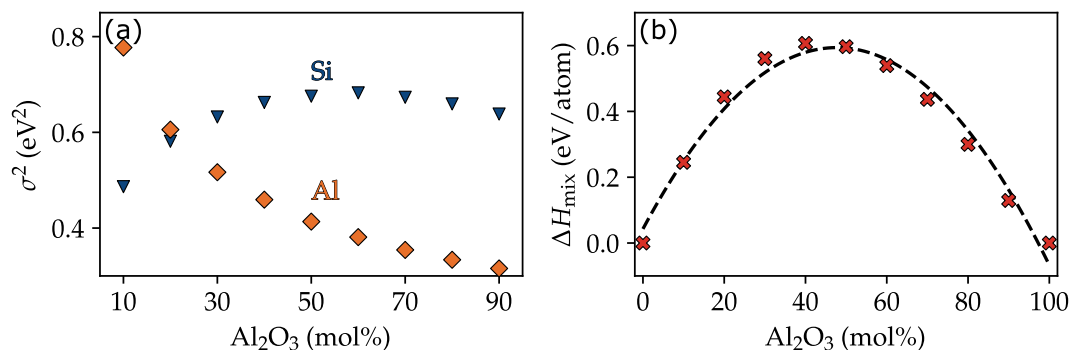 (a)
Si
Al
0.8
0.6
0.4
σ² (eV²)
10 30 50 70 90
Al₂O₃ (mol%)
(b)
0.6
0.4
0.2
0.0
ΔH_mix (eV/atom)
0 20 40 60 80 100
Al₂O₃ (mol%)